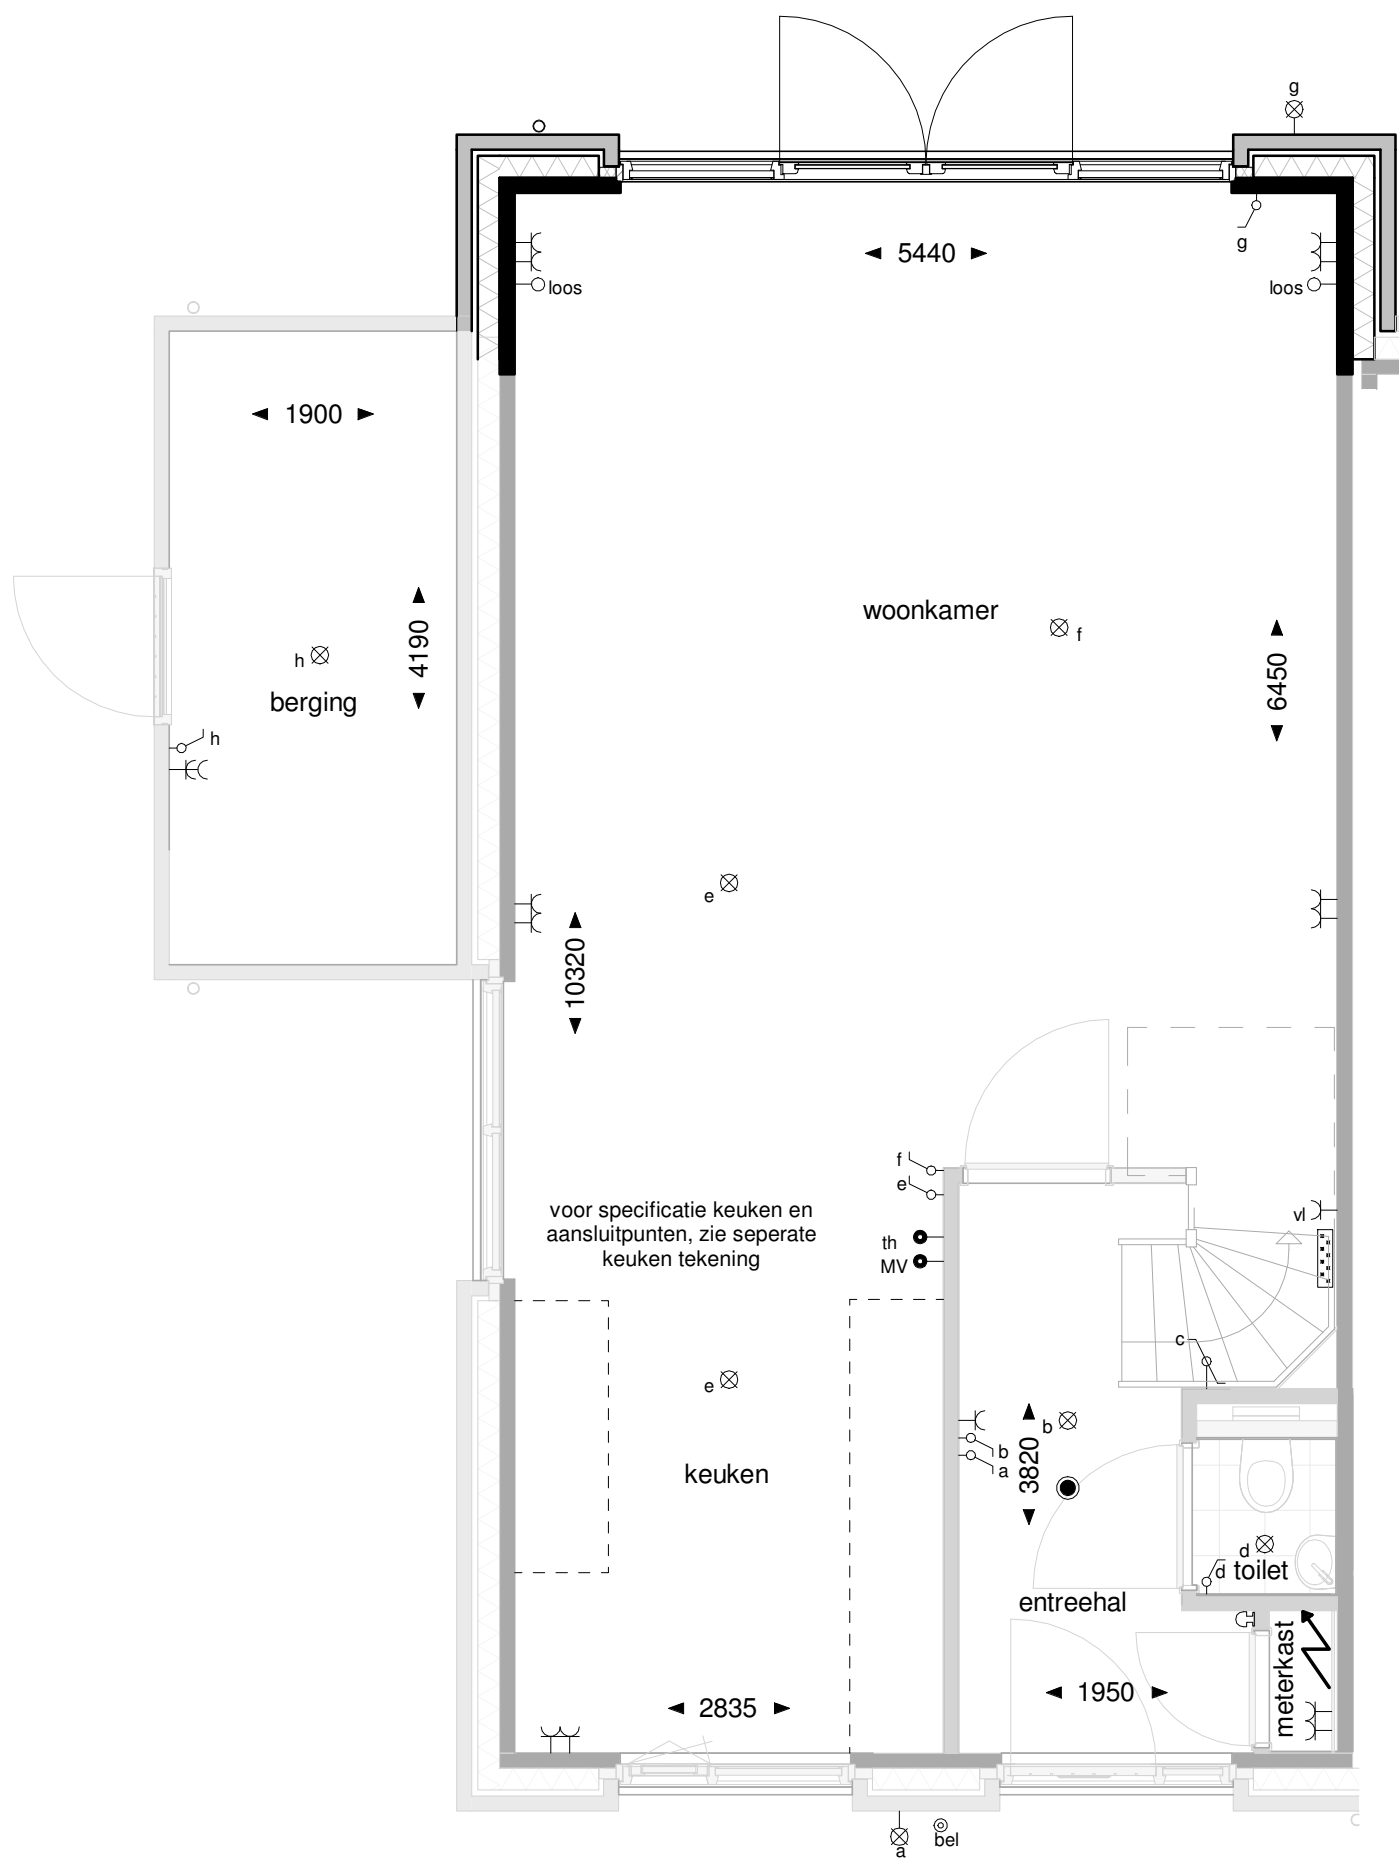 g
5440
g
loos
loos
1900
woonkamer
f
4190
6450
h
berging
h
e
10320
f
e
voor specificatie keuken en
aansluitpunten, zie seperate
keuken tekening
th
MV
vl
c
e
b
b
a
3820
keuken
d
d
toilet
entreehal
meterkast
1950
2835
a
bel